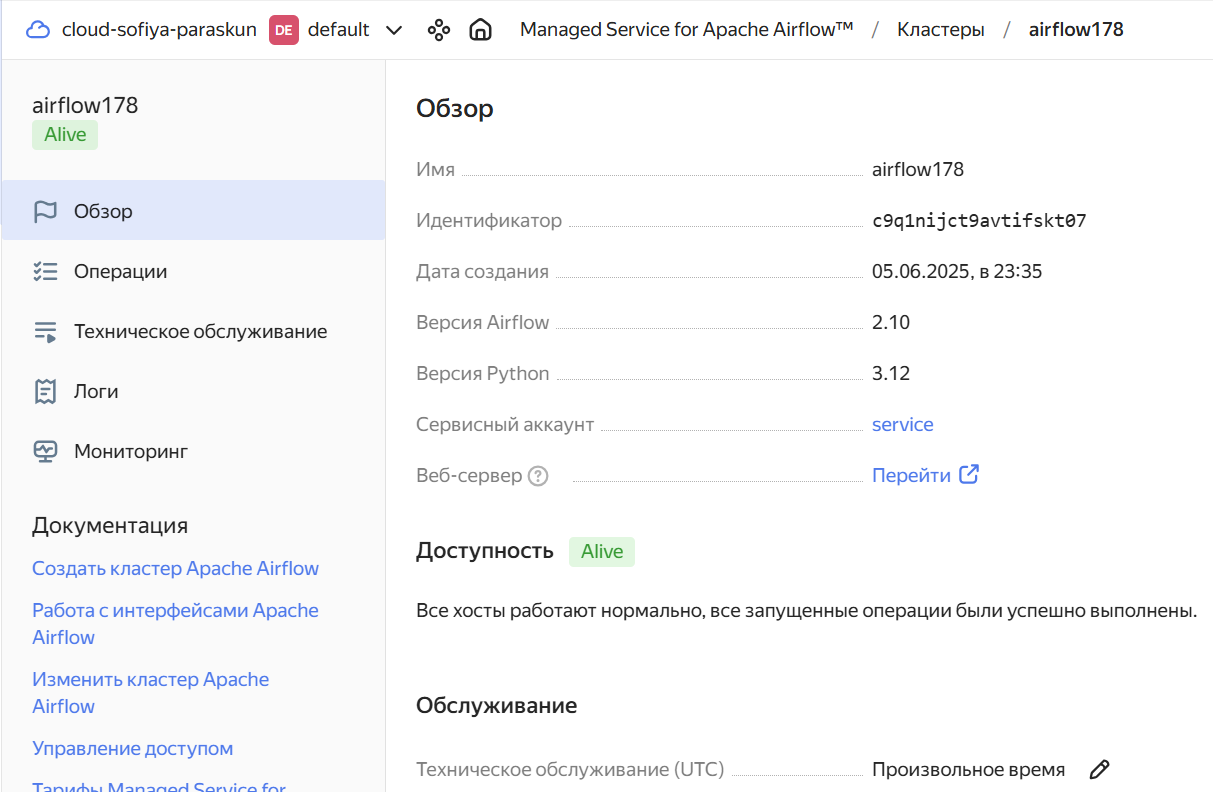 cloud-sofiya-paraskun DE default Managed Service for Apache Airflow™ / Кластеры / airflow178
airflow178
Alive
Обзор
Операции
Техническое обслуживание
Логи
Мониторинг
Документация
Создать кластер Apache Airflow
Работа с интерфейсами Apache
Airflow
Изменить кластер Apache
Airflow
Управление доступом
Тарифы Managed Service for
Обзор
Имя airflow178
Идентификатор c9q1nijct9avtifskt07
Дата создания 05.06.2025, в 23:35
Версия Airflow 2.10
Версия Python 3.12
Сервисный аккаунт service
Веб-сервер ? Перейти
Доступность Alive
Все хосты работают нормально, все запущенные операции были успешно выполнены.
Обслуживание
Техническое обслуживание (UTC) Произвольное время